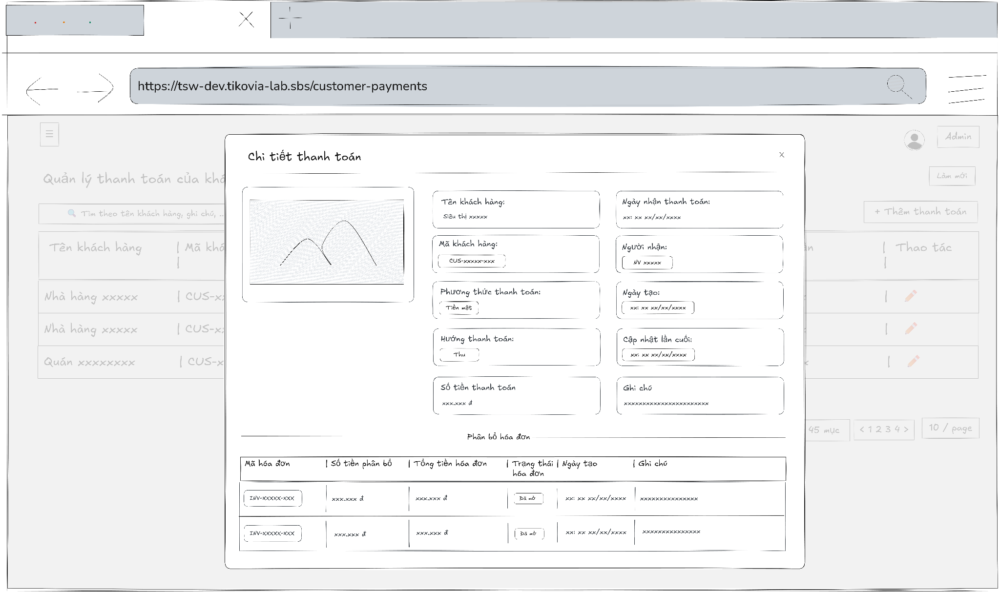 https://tsw-dev.tikovia-lab.sbs/customer-payments
☰
Admin
Quản lý thanh toán của khá
Làm mới
🔍 Tìm theo tên khách hàng, ghi chú, ...
+ Thêm thanh toán
Tên khách hàng | Mã khá
| Thao tác
Nhà hàng xxxxx | CUS-xx
Nhà hàng xxxxx | CUS-x
Quán xxxxxxxx | CUS-x
45 mục
< 1 2 3 4 >
10 / page
Chi tiết thanh toán
Tên khách hàng:
Siêu thị xxxxx
Ngày nhận thanh toán:
xx: xx xx/xx/xxxx
Mã khách hàng:
CUS-xxxxx-xxx
Người nhận:
NV xxxxx
Phương thức thanh toán:
Tiền mặt
Ngày tạo:
xx: xx xx/xx/xxxx
Hướng thanh toán:
Thu
Cập nhật lần cuối:
xx: xx xx/xx/xxxx
Số tiền thanh toán
xxx.xxx đ
Ghi chú
xxxxxxxxxxxxxxxxxxxxxxx
Phân bổ hóa đơn
Mã hóa đơn | Số tiền phân bổ | Tổng tiền hóa đơn | Trạng thái | Ngày tạo | Ghi chú
hóa đơn
INV-XXXXX-XXX xxx.xxx đ xxx.xxx đ Đã mở xx: xx xx/xx/xxxx xxxxxxxxxxxxxxx
INV-XXXXX-XXX xxx.xxx đ xxx.xxx đ Đã mở xx: xx xx/xx/xxxx xxxxxxxxxxxxxxx